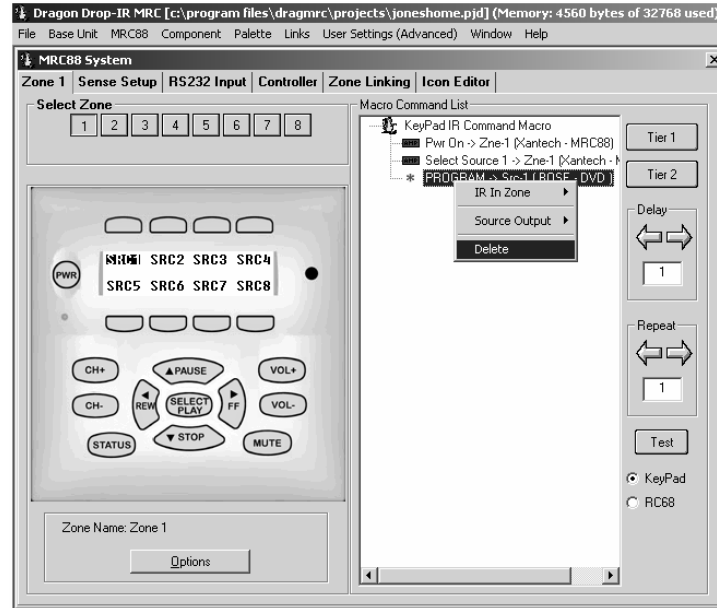 Dragon Drop-IR MRC [c:\program files\dragmrc\projects\joneshome.pjd] (Memory: 4560 bytes of 32768 used)
File Base Unit MRC88 Component Palette Links User Settings (Advanced) Window Help
MRC88 System
Zone 1 Sense Setup RS232 Input Controller Zone Linking Icon Editor
Select Zone
1 2 3 4 5 6 7 8
PWR
SRC1 SRC2 SRC3 SRC4
SRC5 SRC6 SRC7 SRC8
CH+ PAUSE VOL+
CH- REW SELECT PLAY FF VOL-
STATUS STOP MUTE
Zone Name: Zone 1
Options
Macro Command List
KeyPad IR Command Macro
Pwr On -> Zne-1 (Xantech - MRC88)
Select Source 1 -> Zne-1 (Xantech - M
PROGRAM -> Src-1 (BOSE - DVD )
IR In Zone
Source Output
Delete
Tier 1
Tier 2
Delay
1
Repeat
1
Test
KeyPad
RC68